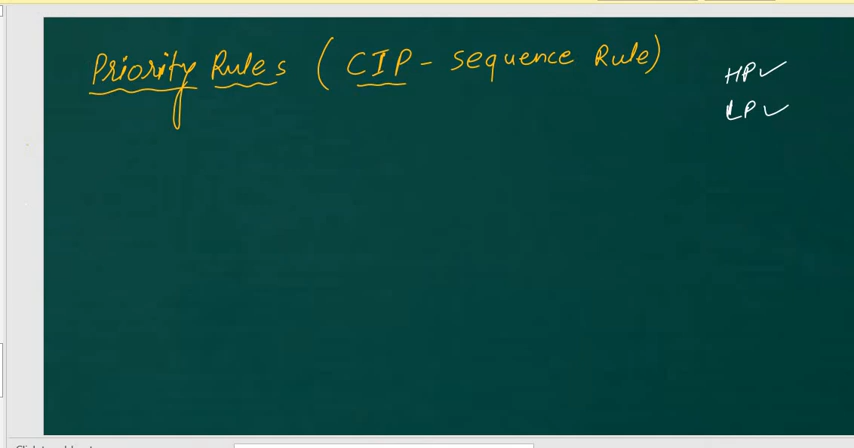 Priority Rules ( CIP - sequence Rule)
HP ✓
LP ✓